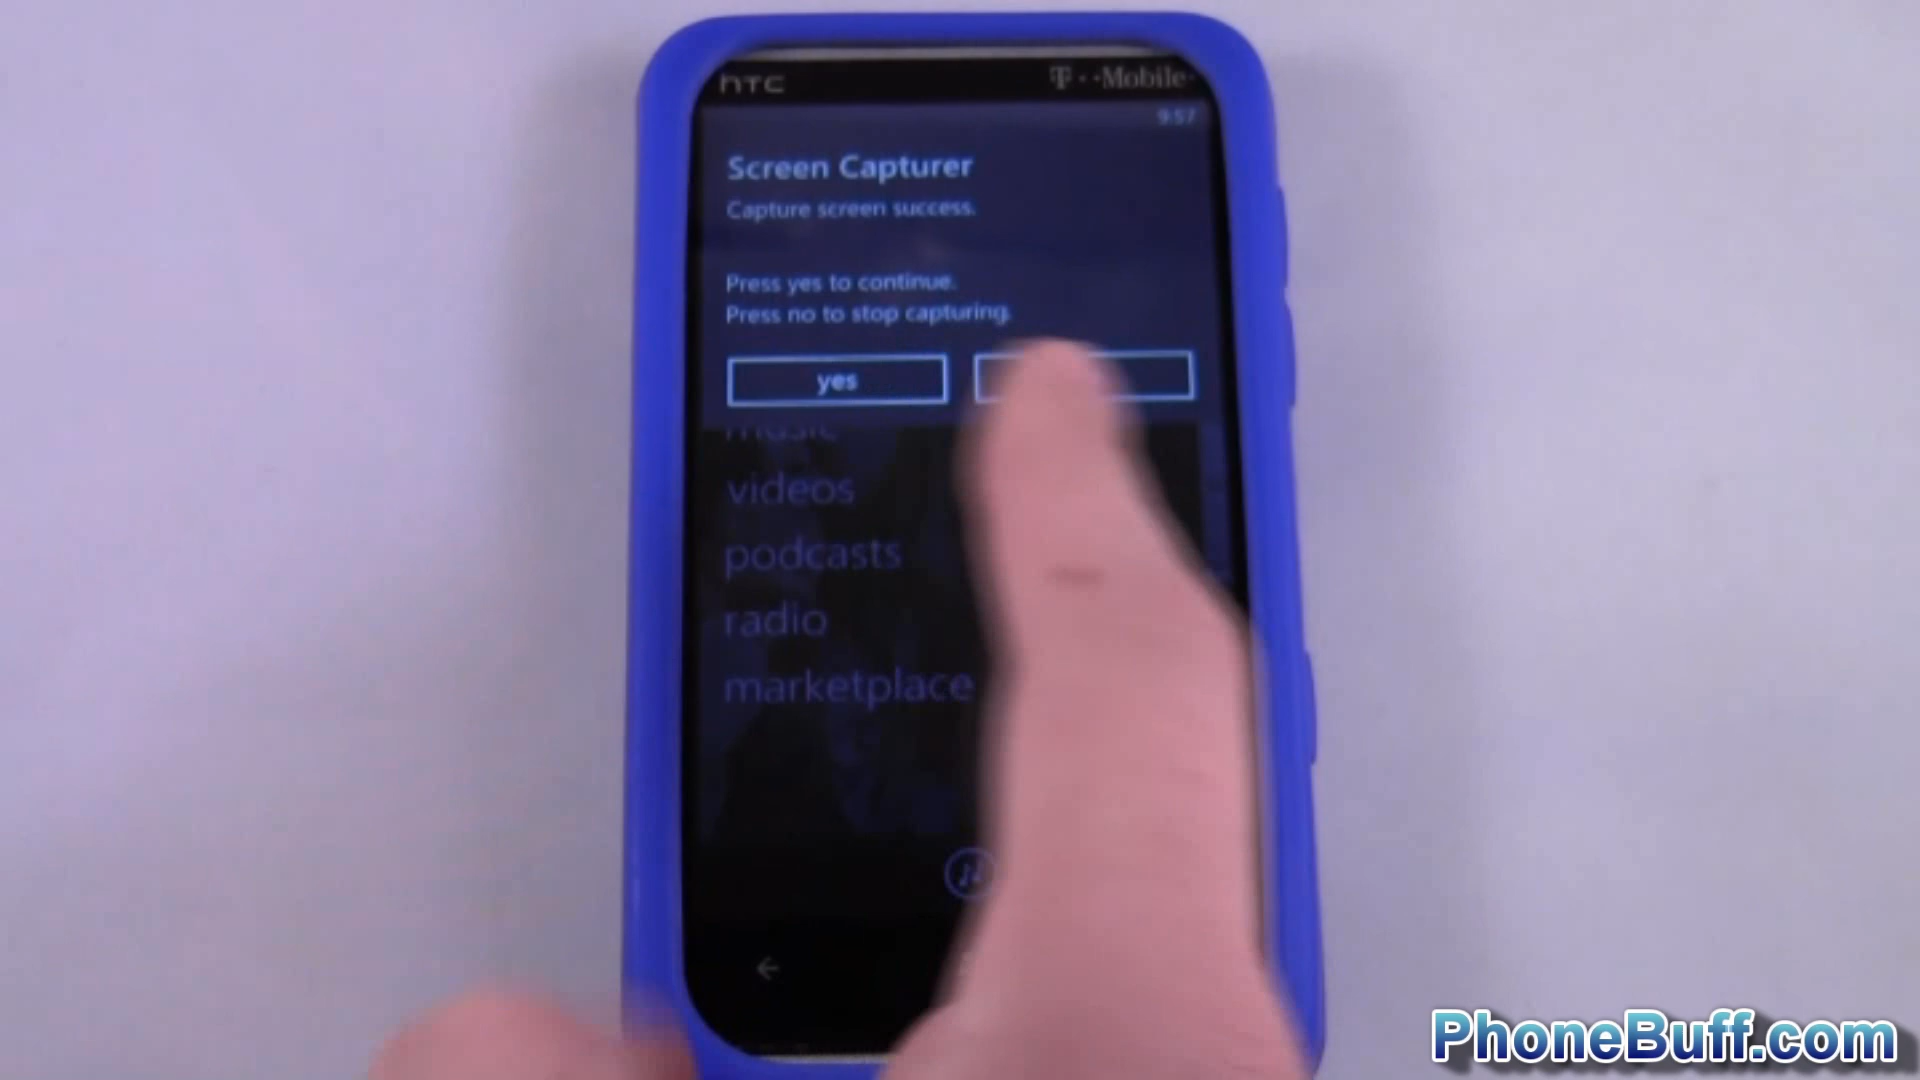 hTC T··Mobile·
9:57
Screen Capturer
Capture screen success.
Press yes to continue.
Press no to stop capturing.
yes
music
videos
podcasts
radio
marketplace
PhoneBuff.com